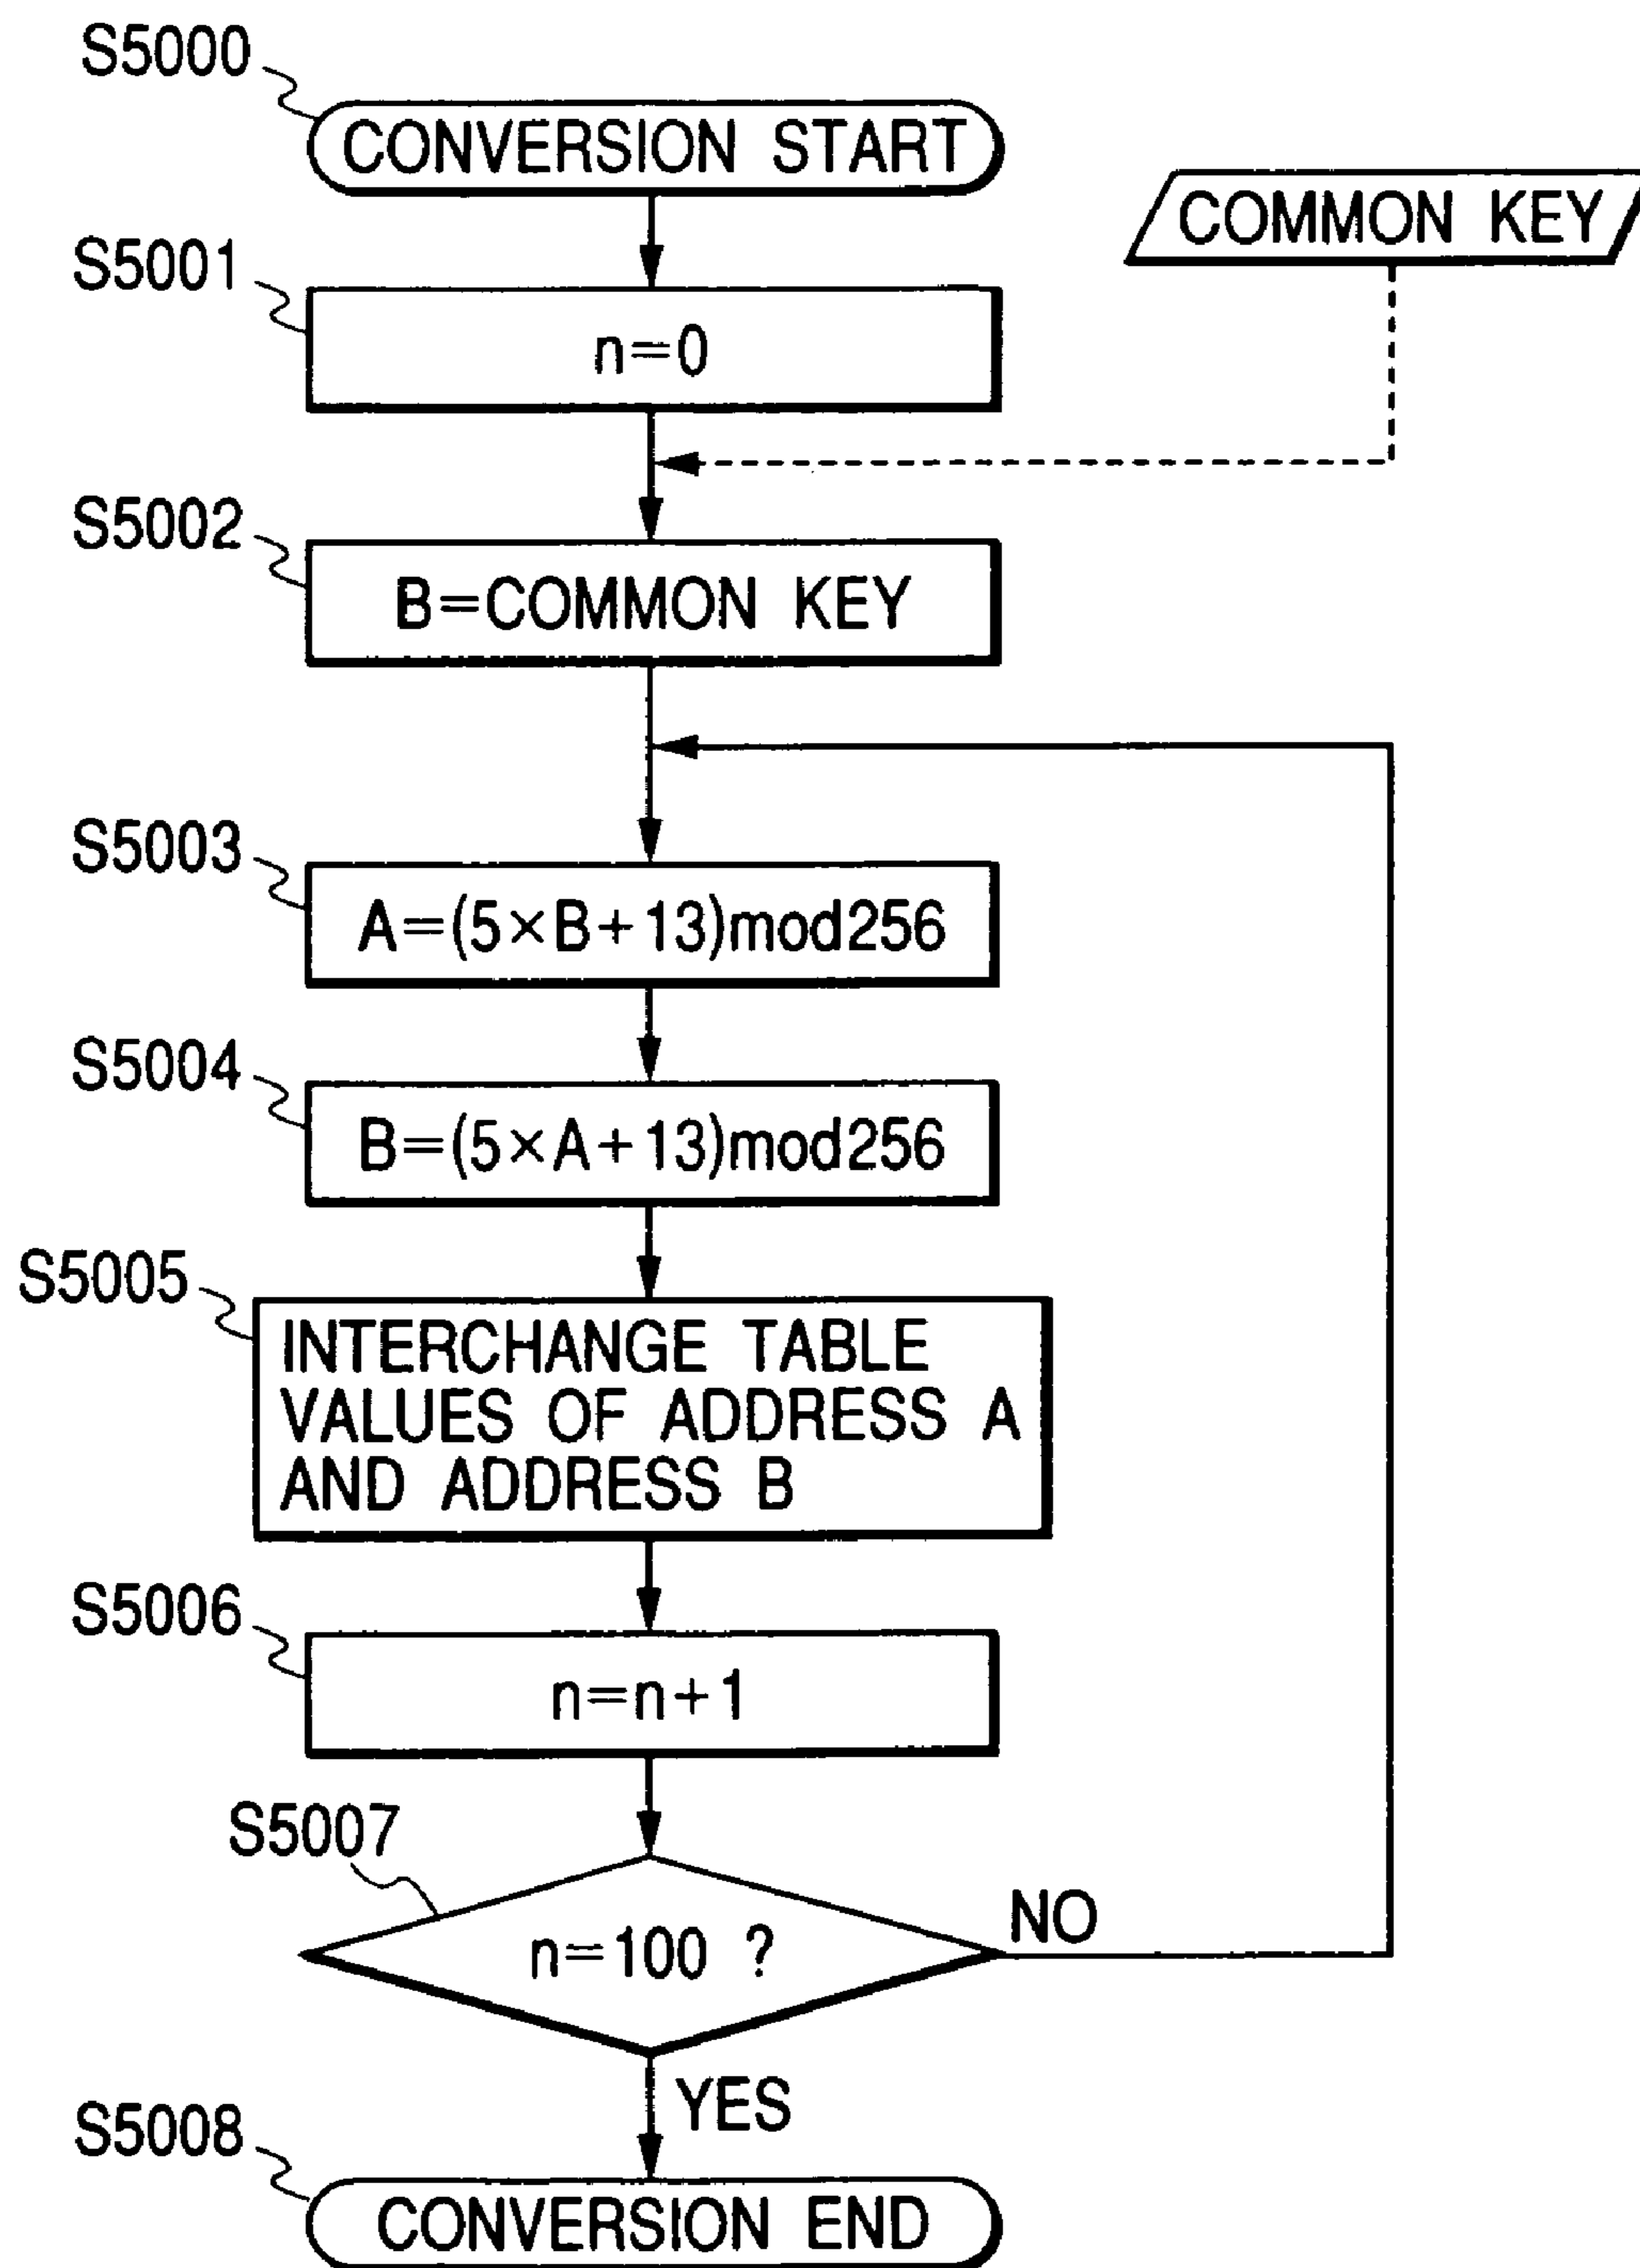 S5000
CONVERSION START
COMMON KEY
S5001
n=0
S5002
B=COMMON KEY
S5003
A=(5×B+13)mod256
S5004
B=(5×A+13)mod256
S5005
INTERCHANGE TABLE
VALUES OF ADDRESS A
AND ADDRESS B
S5006
n=n+1
S5007
n=100 ?
NO
YES
S5008
CONVERSION END